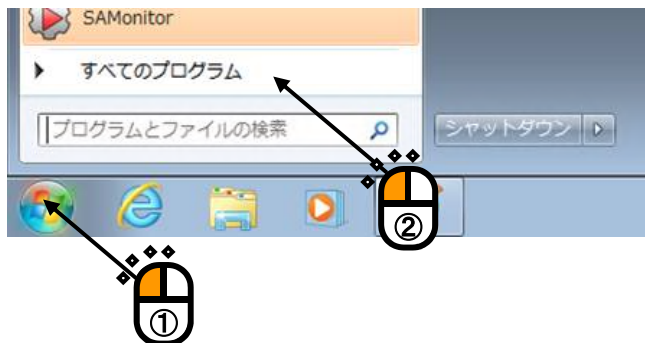 SAMonitor
すべてのプログラム
プログラムとファイルの検索
シャットダウン
②
①